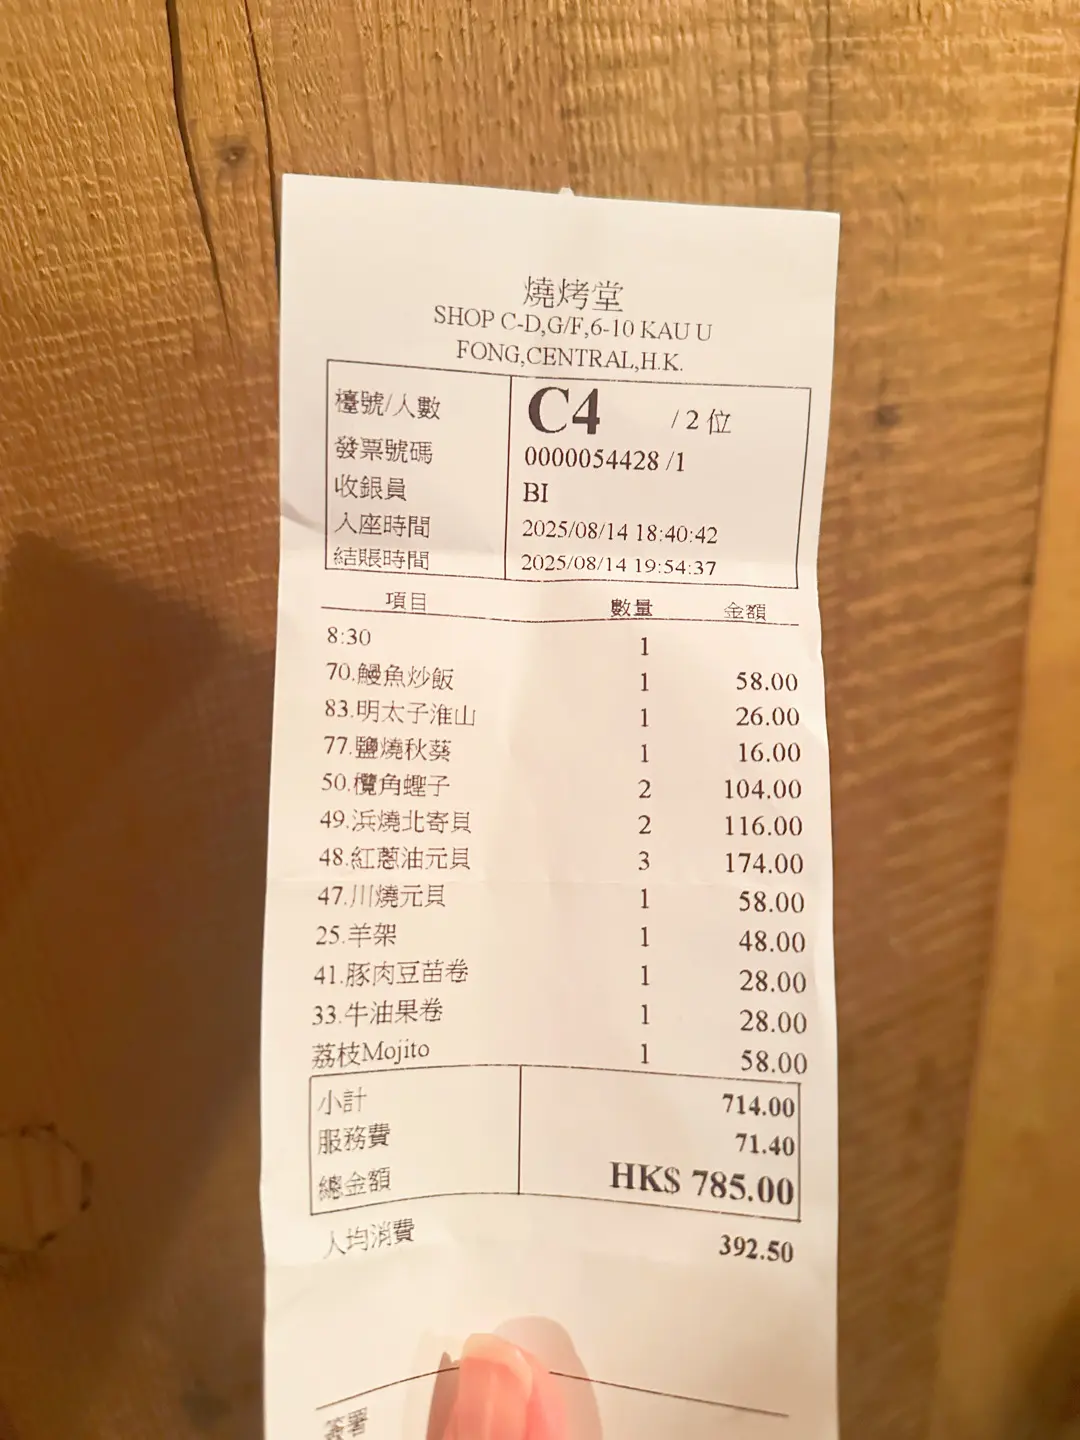 燒烤堂
SHOP C-D,G/F,6-10 KAU U
FONG,CENTRAL,H.K.
檯號/人數 C4 / 2 位
發票號碼 0000054428 /1
收銀員 BI
入座時間 2025/08/14 18:40:42
結賬時間 2025/08/14 19:54:37
項目 數量 金額
8:30 1
70.鰻魚炒飯 1 58.00
83.明太子淮山 1 26.00
77.鹽燒秋葵 1 16.00
50.欖角蟶子 2 104.00
49.浜燒北寄貝 2 116.00
48.紅蔥油元貝 3 174.00
47.川燒元貝 1 58.00
25.羊架 1 48.00
41.豚肉豆苗卷 1 28.00
33.牛油果卷 1 28.00
荔枝Mojito 1 58.00
小計 714.00
服務費 71.40
總金額 HK$ 785.00
人均消費 392.50
簽署